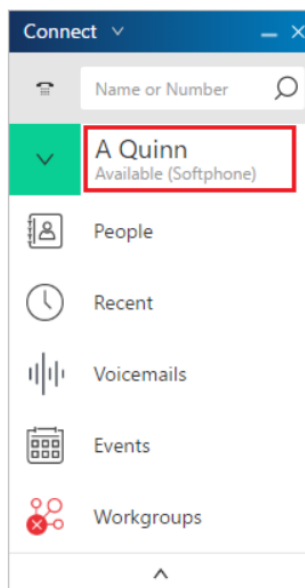 Connect
Name or Number
A Quinn
Available (Softphone)
People
Recent
Voicemails
Events
Workgroups